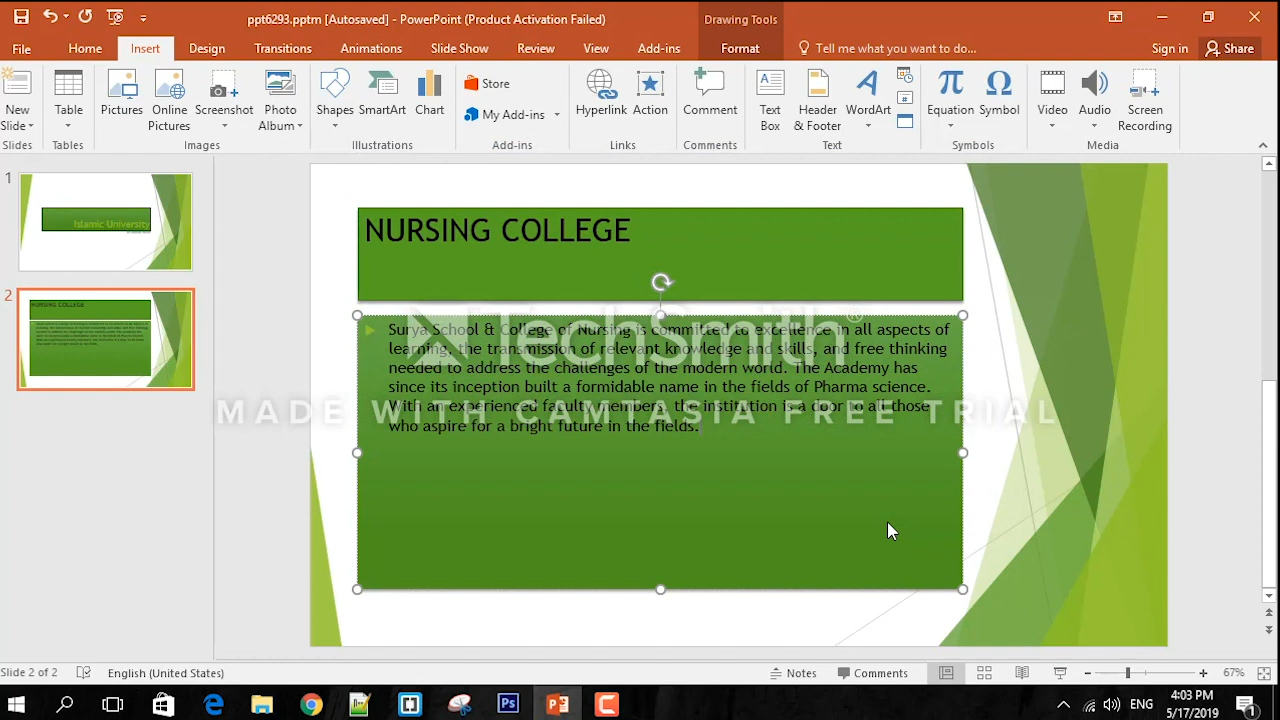 ppt6293.pptm [Autosaved] - PowerPoint (Product Activation Failed)
Drawing Tools
File Home Insert Design Transitions Animations Slide Show Review View Add-ins Format Tell me what you want to do... Sign in Share
New Slide
Table
Pictures
Online Pictures
Screenshot
Photo Album
Shapes
SmartArt
Chart
Store
My Add-ins
Hyperlink
Action
Comment
Text Box
Header & Footer
WordArt
Equation
Symbol
Video
Audio
Screen Recording
Slides Tables Images Illustrations Add-ins Links Comments Text Symbols Media
1
Islamic University
2
NURSING COLLEGE
NURSING COLLEGE
Surya School & College of Nursing is committed to excellence in all aspects of
learning, the transmission of relevant knowledge and skills, and free thinking
needed to address the challenges of the modern world. The Academy has
since its inception built a formidable name in the fields of Pharma science.
With an experienced faculty members, the institution is a door to all those
who aspire for a bright future in the fields.
TechSmith®
MADE WITH CAMTASIA FREE TRIAL
Slide 2 of 2 English (United States) Notes Comments 67%
4:03 PM
5/17/2019